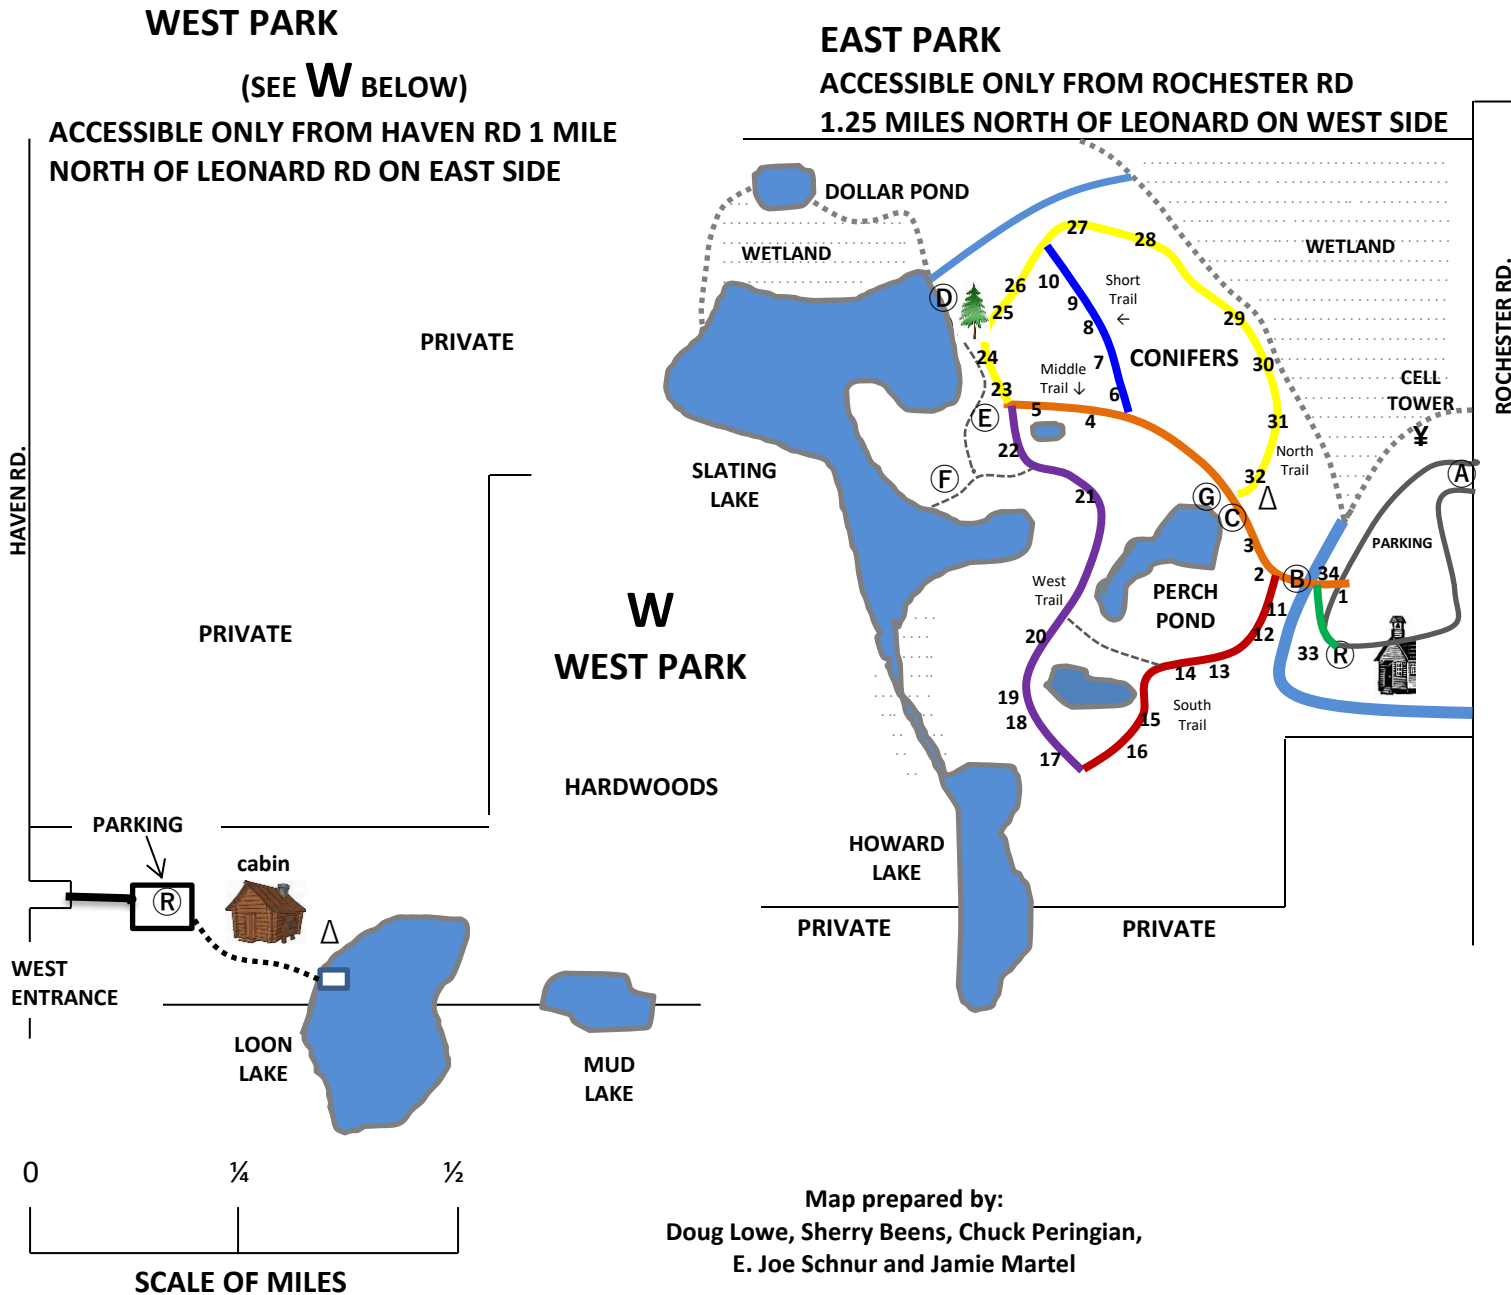 WEST PARK
(SEE W BELOW)
ACCESSIBLE ONLY FROM HAVEN RD 1 MILE
NORTH OF LEONARD RD ON EAST SIDE
EAST PARK
ACCESSIBLE ONLY FROM ROCHESTER RD
1.25 MILES NORTH OF LEONARD ON WEST SIDE
DOLLAR POND
WETLAND
WETLAND
27
28
26
10
Short
Trail
←
D
25
9
8
29
ROCHESTER RD.
PRIVATE
24
7
CONIFERS
30
Middle
Trail ↓
23
6
CELL
TOWER
¥
E
5
4
31
22
North
Trail
SLATING
LAKE
F
32
Δ
A
21
G
C
HAVEN RD.
3
PARKING
2
B
34
1
West
Trail
PERCH
POND
11
W
WEST PARK
PRIVATE
20
12
33
R
14
13
19
18
South
Trail
15
17
16
HARDWOODS
PARKING
HOWARD
LAKE
cabin
R
Δ
PRIVATE
PRIVATE
WEST
ENTRANCE
LOON
LAKE
MUD
LAKE
0
¼
½
SCALE OF MILES
Map prepared by:
Doug Lowe, Sherry Beens, Chuck Peringian,
E. Joe Schnur and Jamie Martel